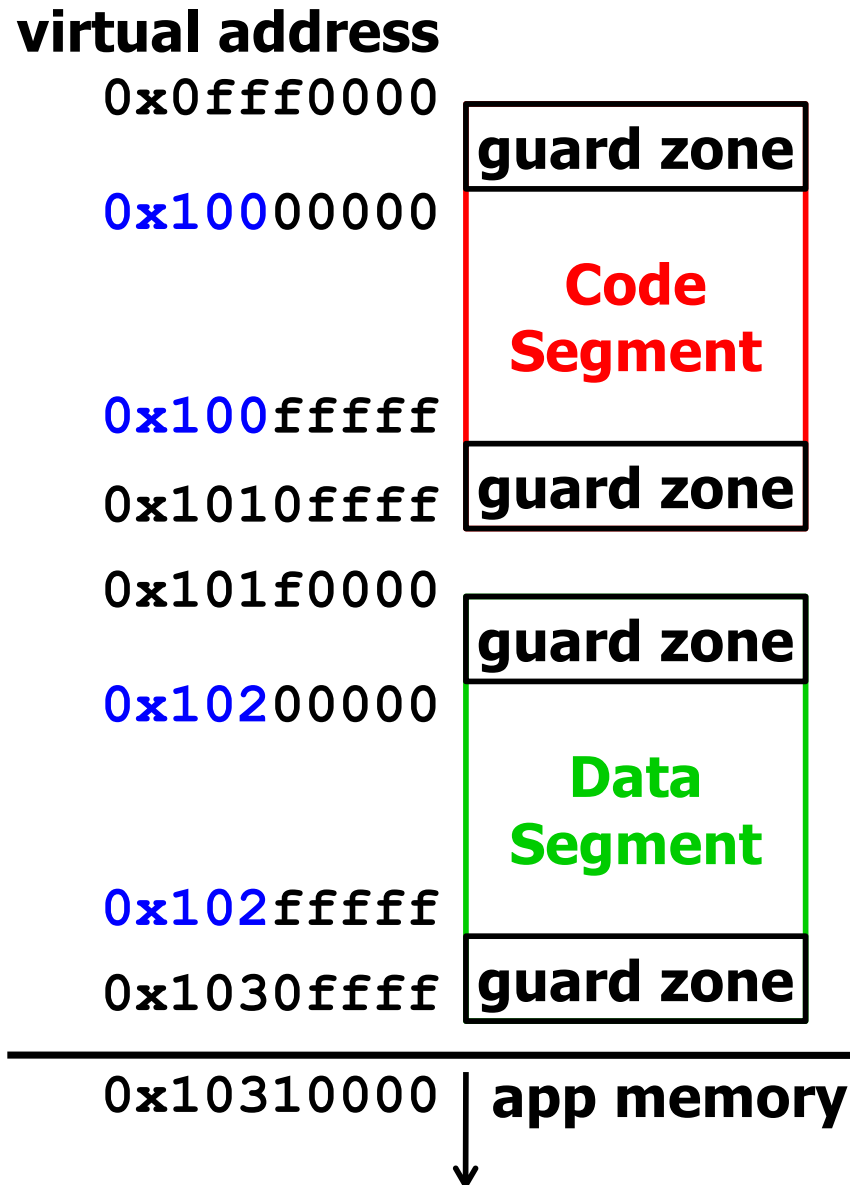 virtual address
0x0fff0000
guard zone
0x10000000
Code
Segment
0x100fffff
guard zone
0x1010ffff
0x101f0000
guard zone
0x10200000
Data
Segment
0x102fffff
guard zone
0x1030ffff
0x10310000
app memory